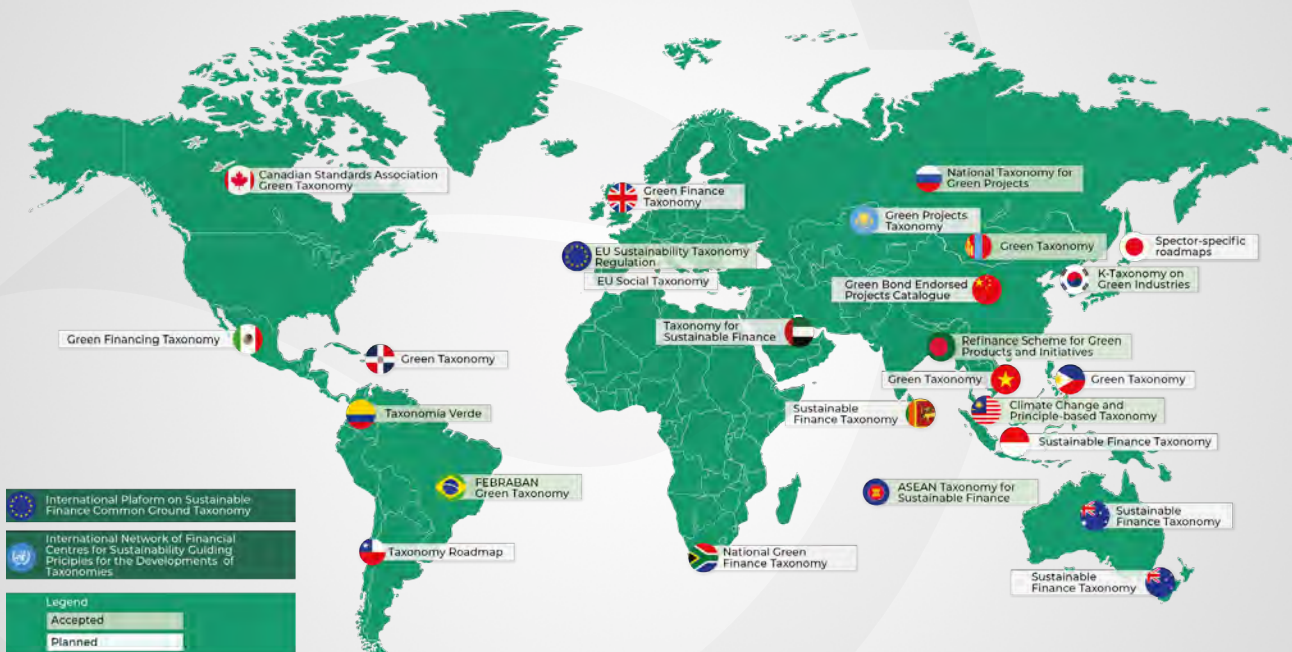 Canadian Standards Association
Green Taxonomy
Green Finance
Taxonomy
National Taxonomy for
Green Projects
Green Projects
Taxonomy
Green Taxonomy
Spector-specific
roadmaps
EU Sustainability Taxonomy
Regulation
EU Social Taxonomy
Green Bond Endorsed
Projects Catalogue
K-Taxonomy on
Green Industries
Green Financing Taxonomy
Green Taxonomy
Taxonomy for
Sustainable Finance
Refinance Scheme for Green
Products and Initiatives
Green Taxonomy
Green Taxonomy
Taxonomía Verde
Sustainable
Finance Taxonomy
Climate Change and
Principle-based Taxonomy
Sustainable Finance Taxonomy
FEBRABAN
Green Taxonomy
ASEAN Taxonomy for
Sustainable Finance
Sustainable
Finance Taxonomy
Taxonomy Roadmap
National Green
Finance Taxonomy
Sustainable
Finance Taxonomy
International Plaform on Sustainable
Finance Common Ground Taxonomy
International Network of Financial
Centres for Sustainability Guiding
Priciples for the Developments of
Taxonomies
Legend
Accepted
Planned